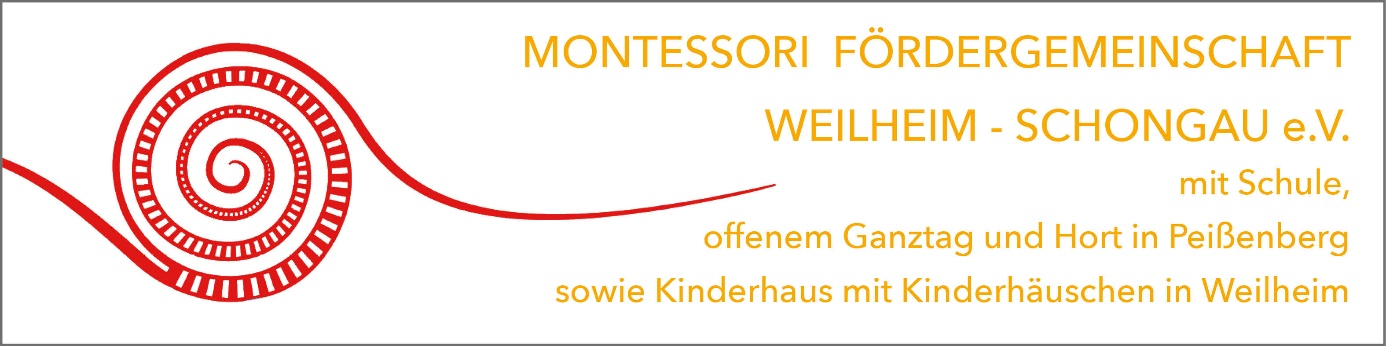 MONTESSORI FÖRDERGEMEINSCHAFT
WEILHEIM - SCHONGAU e.V.
mit Schule,
offenem Ganztag und Hort in Peißenberg
sowie Kinderhaus mit Kinderhäuschen in Weilheim